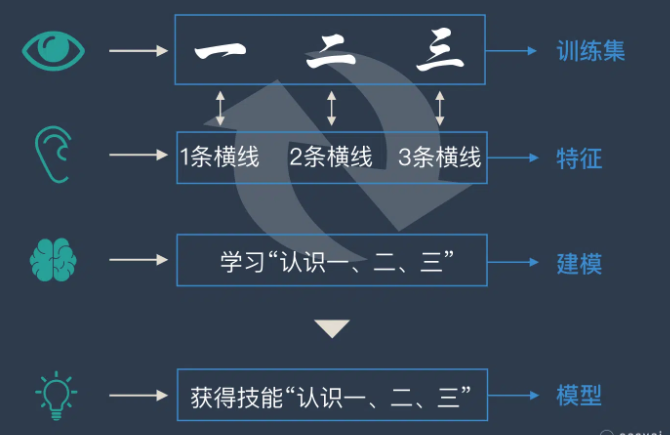 一 二 三 训练集
1条横线 2条横线 3条横线 特征
学习“认识一、二、三” 建模
获得技能“认识一、二、三” 模型